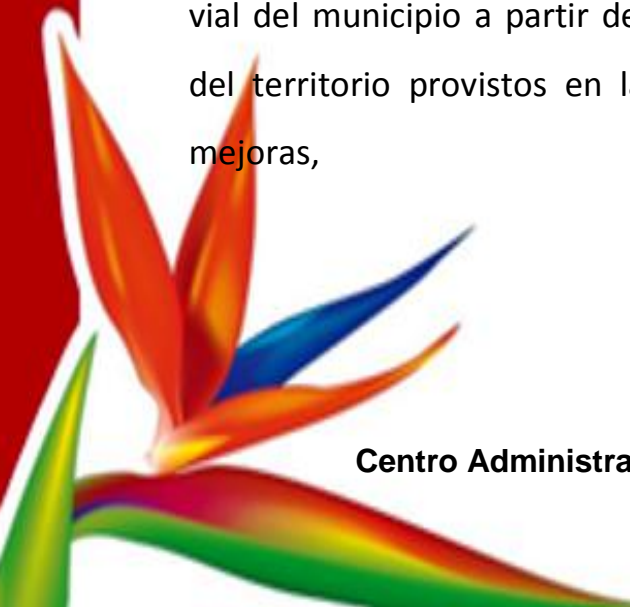 vial del municipio a partir de
del territorio provistos en la
mejoras,
Centro Administra